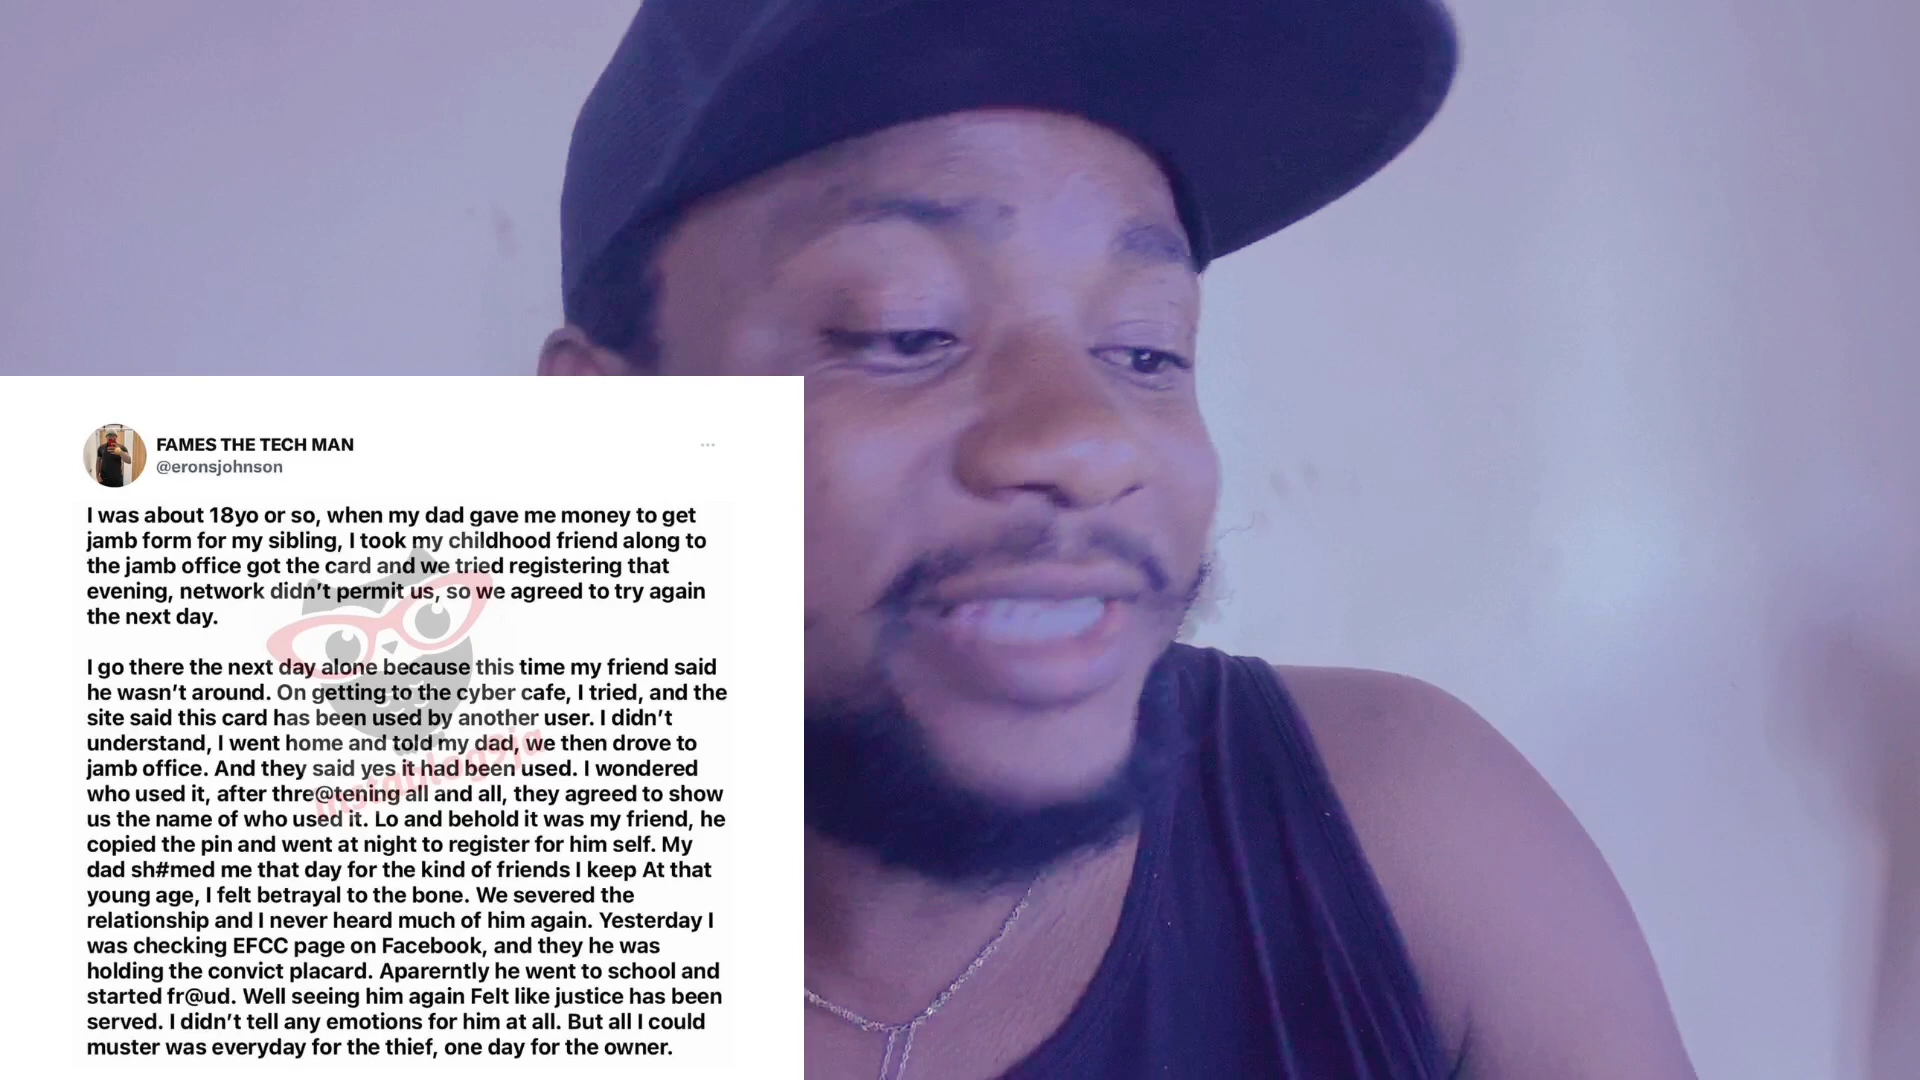 FAMES THE TECH MAN
@eronsjohnson
I was about 18yo or so, when my dad gave me money to get
jamb form for my sibling, I took my childhood friend along to
the jamb office got the card and we tried registering that
evening, network didn’t permit us, so we agreed to try again
the next day.
I go there the next day alone because this time my friend said
he wasn’t around. On getting to the cyber cafe, I tried, and the
site said this card has been used by another user. I didn’t
understand, I went home and told my dad, we then drove to
jamb office. And they said yes it had been used. I wondered
who used it, after thre@tening all and all, they agreed to show
us the name of who used it. Lo and behold it was my friend, he
copied the pin and went at night to register for him self. My
dad sh#med me that day for the kind of friends I keep At that
young age, I felt betrayal to the bone. We severed the
relationship and I never heard much of him again. Yesterday I
was checking EFCC page on Facebook, and they he was
holding the convict placard. Aparerntly he went to school and
started fr@ud. Well seeing him again Felt like justice has been
served. I didn’t tell any emotions for him at all. But all I could
muster was everyday for the thief, one day for the owner.
instablog9ja